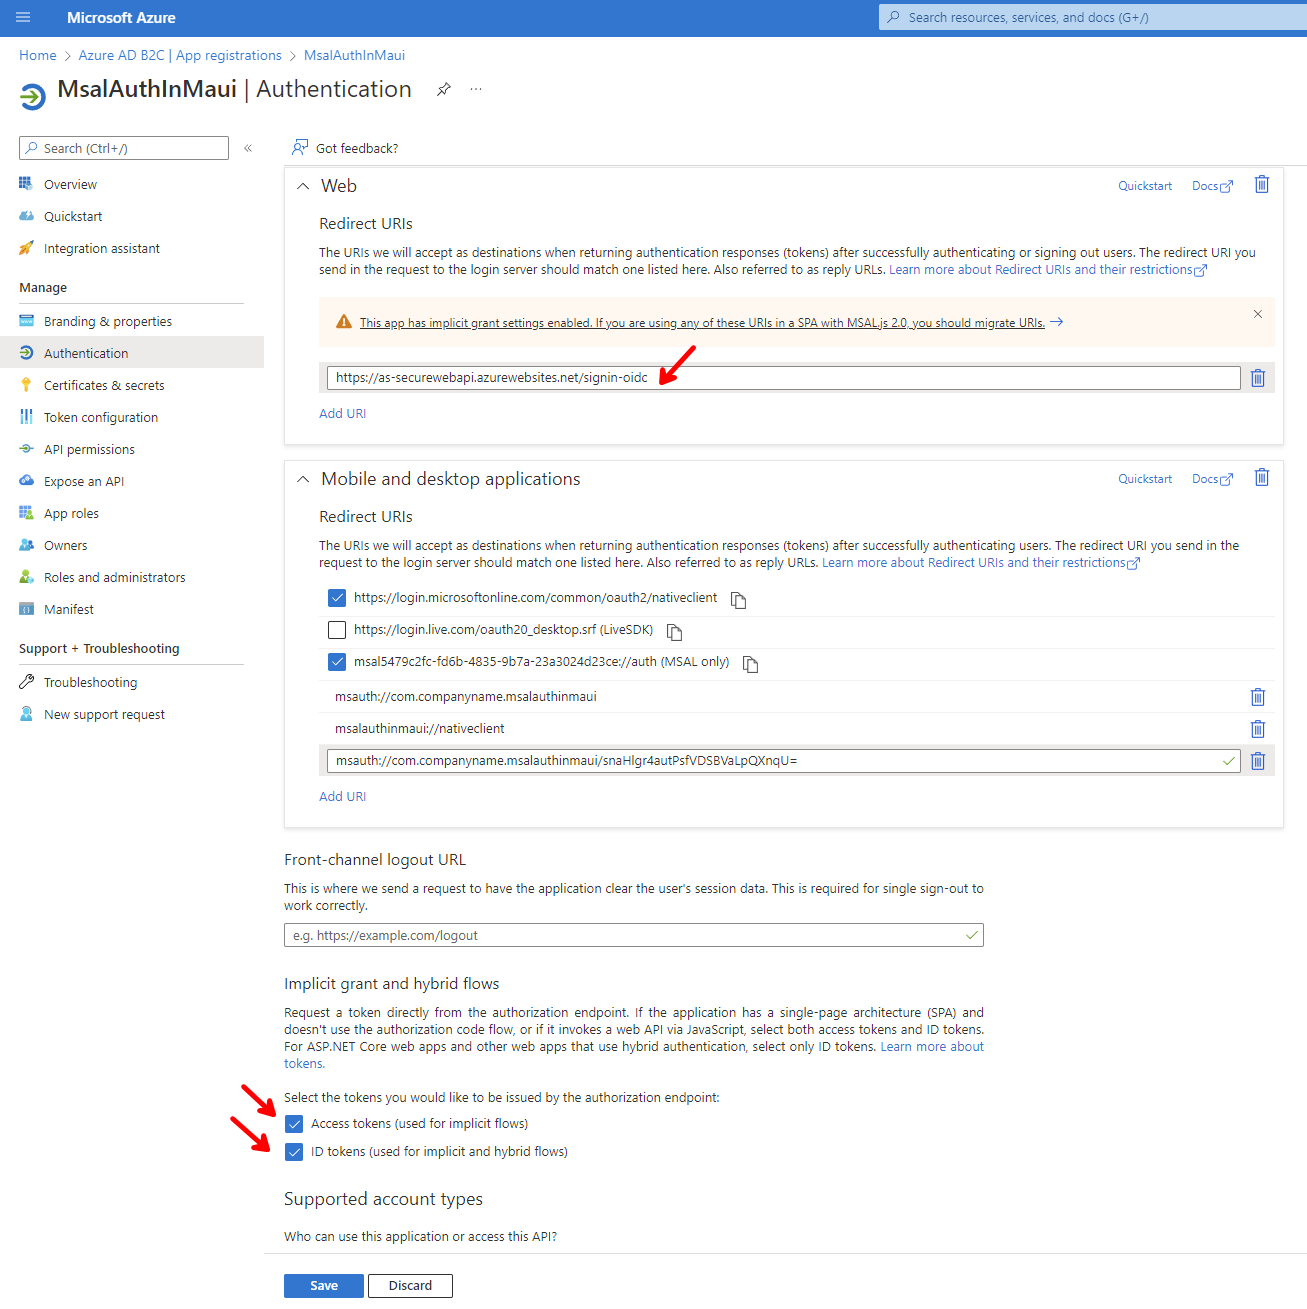 Microsoft Azure
Search resources, services, and docs (G+/)
Home > Azure AD B2C | App registrations > MsalAuthInMaui
MsalAuthInMaui | Authentication
Search (Ctrl+/)
«
Got feedback?
Overview
Quickstart
Integration assistant
Manage
Branding & properties
Authentication
Certificates & secrets
Token configuration
API permissions
Expose an API
App roles
Owners
Roles and administrators
Manifest
Support + Troubleshooting
Troubleshooting
New support request
Web
Quickstart
Docs
Redirect URIs
The URIs we will accept as destinations when returning authentication responses (tokens) after successfully authenticating or signing out users. The redirect URI you
send in the request to the login server should match one listed here. Also referred to as reply URLs. Learn more about Redirect URIs and their restrictions
This app has implicit grant settings enabled. If you are using any of these URIs in a SPA with MSAL.js 2.0, you should migrate URIs.
https://as-securewebapi.azurewebsites.net/signin-oidc
Add URI
Mobile and desktop applications
Quickstart
Docs
Redirect URIs
The URIs we will accept as destinations when returning authentication responses (tokens) after successfully authenticating users. The redirect URI you send in the
request to the login server should match one listed here. Also referred to as reply URLs. Learn more about Redirect URIs and their restrictions
https://login.microsoftonline.com/common/oauth2/nativeclient
https://login.live.com/oauth20_desktop.srf (LiveSDK)
msal5479c2fc-fd6b-4835-9b7a-23a3024d23ce://auth (MSAL only)
msauth://com.companyname.msalauthinmaui
msalauthinmaui://nativeclient
msauth://com.companyname.msalauthinmaui/snaHlgr4autPsfVDSBVaLpQXnqU=
Add URI
Front-channel logout URL
This is where we send a request to have the application clear the user's session data. This is required for single sign-out to
work correctly.
e.g. https://example.com/logout
Implicit grant and hybrid flows
Request a token directly from the authorization endpoint. If the application has a single-page architecture (SPA) and
doesn't use the authorization code flow, or if it invokes a web API via JavaScript, select both access tokens and ID tokens.
For ASP.NET Core web apps and other web apps that use hybrid authentication, select only ID tokens. Learn more about
tokens.
Select the tokens you would like to be issued by the authorization endpoint:
Access tokens (used for implicit flows)
ID tokens (used for implicit and hybrid flows)
Supported account types
Who can use this application or access this API?
Save
Discard